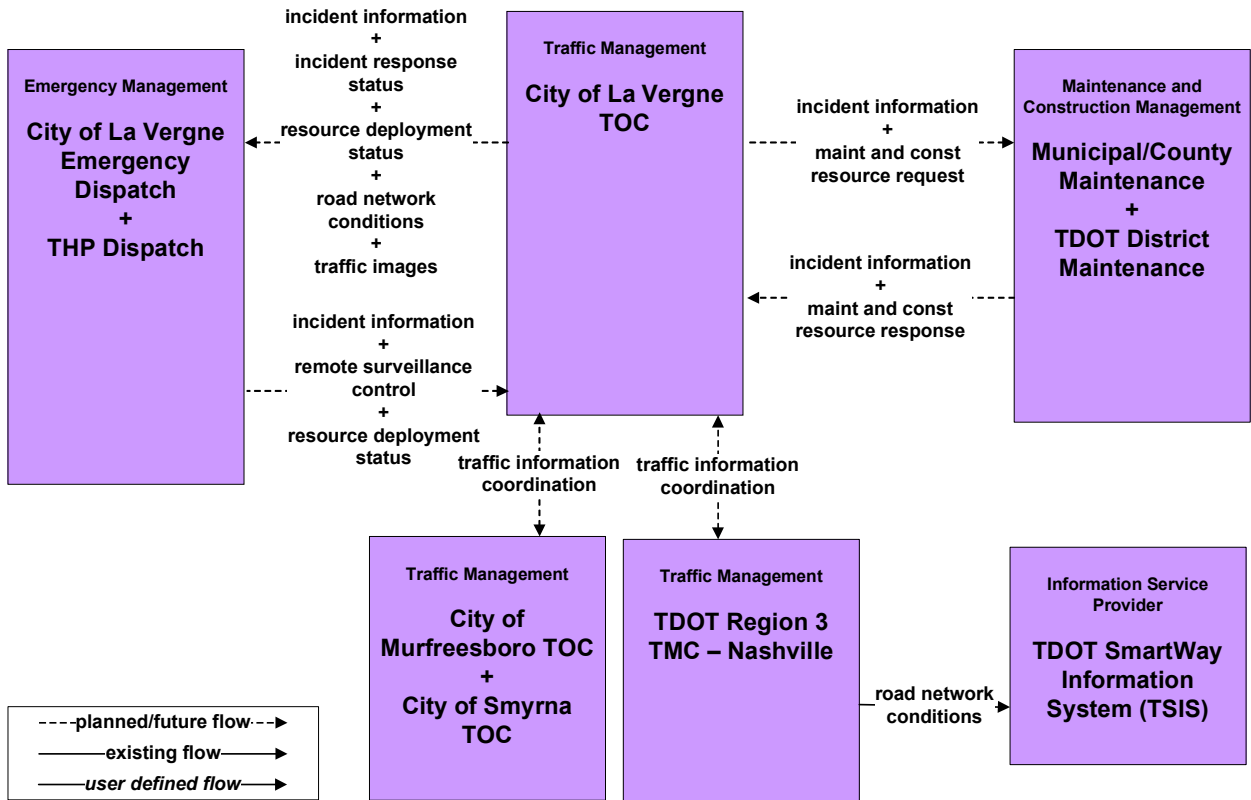 incident information
+
incident response
status
+
resource deployment
status
+
road network
conditions
+
traffic images
Emergency Management
City of La Vergne
Emergency
Dispatch
+
THP Dispatch
Traffic Management
City of La Vergne
TOC
incident information
+
maint and const
resource request
Maintenance and
Construction Management
Municipal/County
Maintenance
+
TDOT District
Maintenance
incident information
+
maint and const
resource response
incident information
+
remote surveillance
control
+
resource deployment
status
traffic information
coordination
traffic information
coordination
Traffic Management
City of
Murfreesboro TOC
+
City of Smyrna
TOC
Traffic Management
TDOT Region 3
TMC – Nashville
road network
conditions
Information Service
Provider
TDOT SmartWay
Information
System (TSIS)
planned/future flow
existing flow
user defined flow